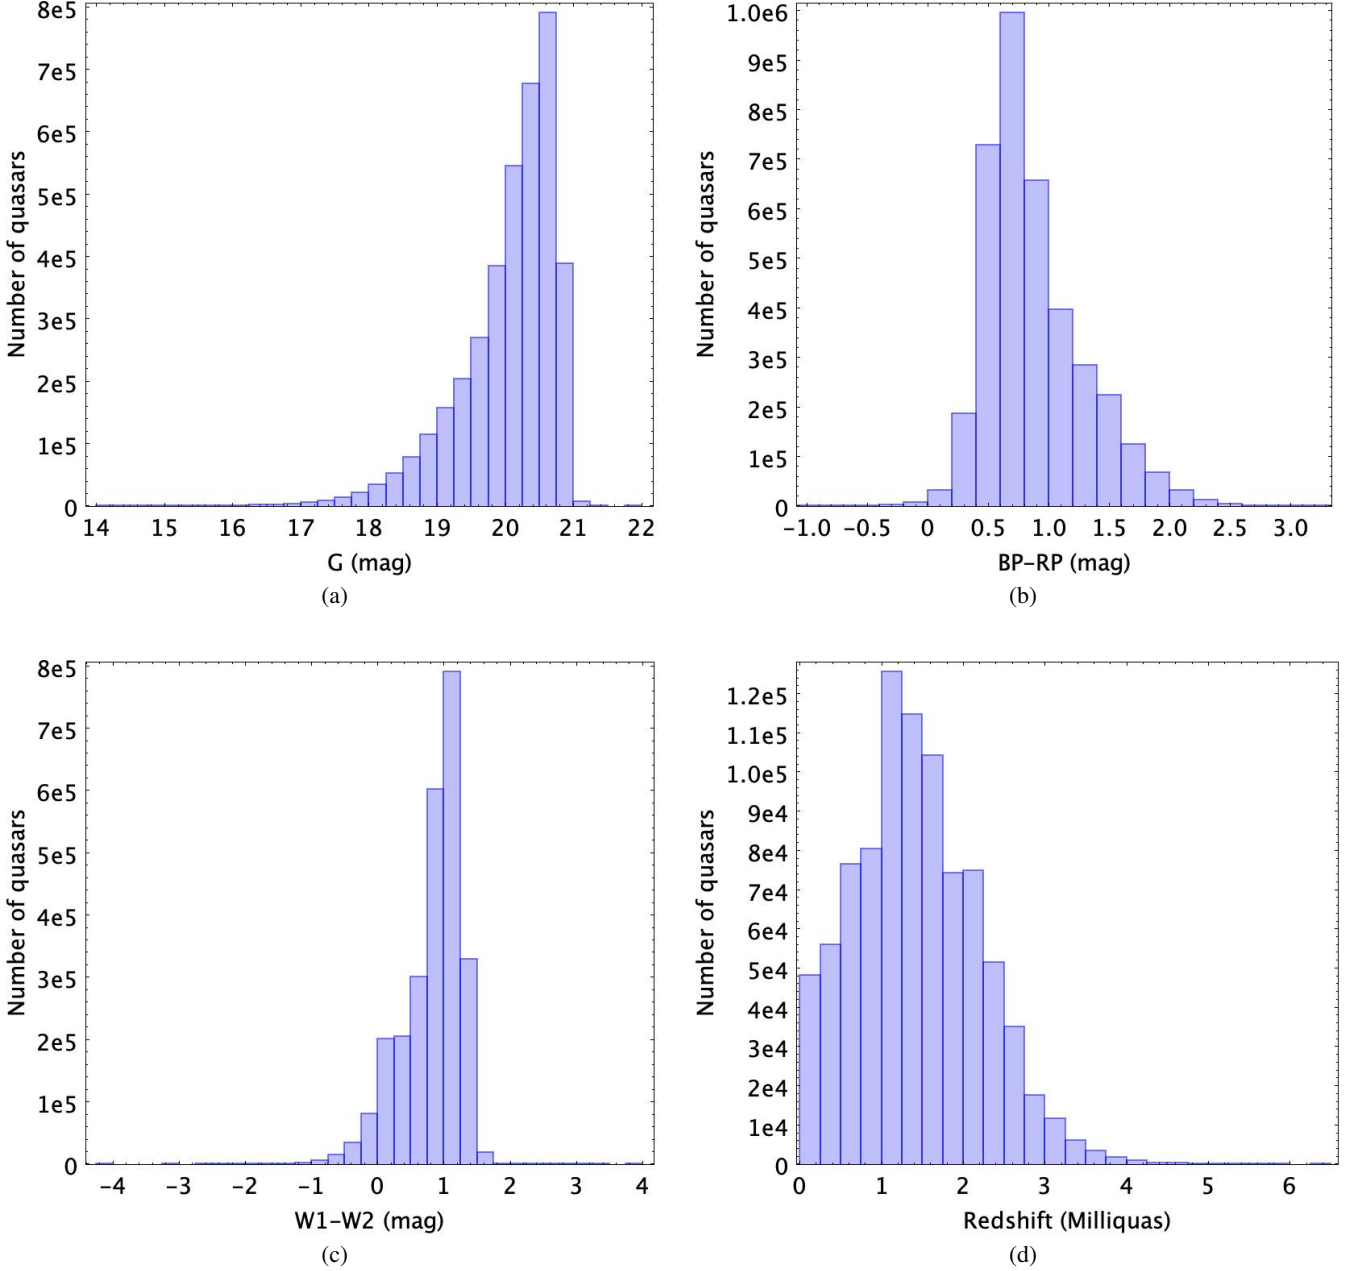 8e5
7e5
6e5
5e5
4e5
3e5
2e5
1e5
0
Number of quasars
14 15 16 17 18 19 20 21 22
G (mag)
(a)
1.0e6
9e5
8e5
7e5
6e5
5e5
4e5
3e5
2e5
1e5
0
Number of quasars
-1.0 -0.5 0 0.5 1.0 1.5 2.0 2.5 3.0
BP-RP (mag)
(b)
8e5
7e5
6e5
5e5
4e5
3e5
2e5
1e5
0
Number of quasars
-4 -3 -2 -1 0 1 2 3 4
W1-W2 (mag)
(c)
1.2e5
1.1e5
1.0e5
9e4
8e4
7e4
6e4
5e4
4e4
3e4
2e4
1e4
0
Number of quasars
0 1 2 3 4 5 6
Redshift (Milliquas)
(d)